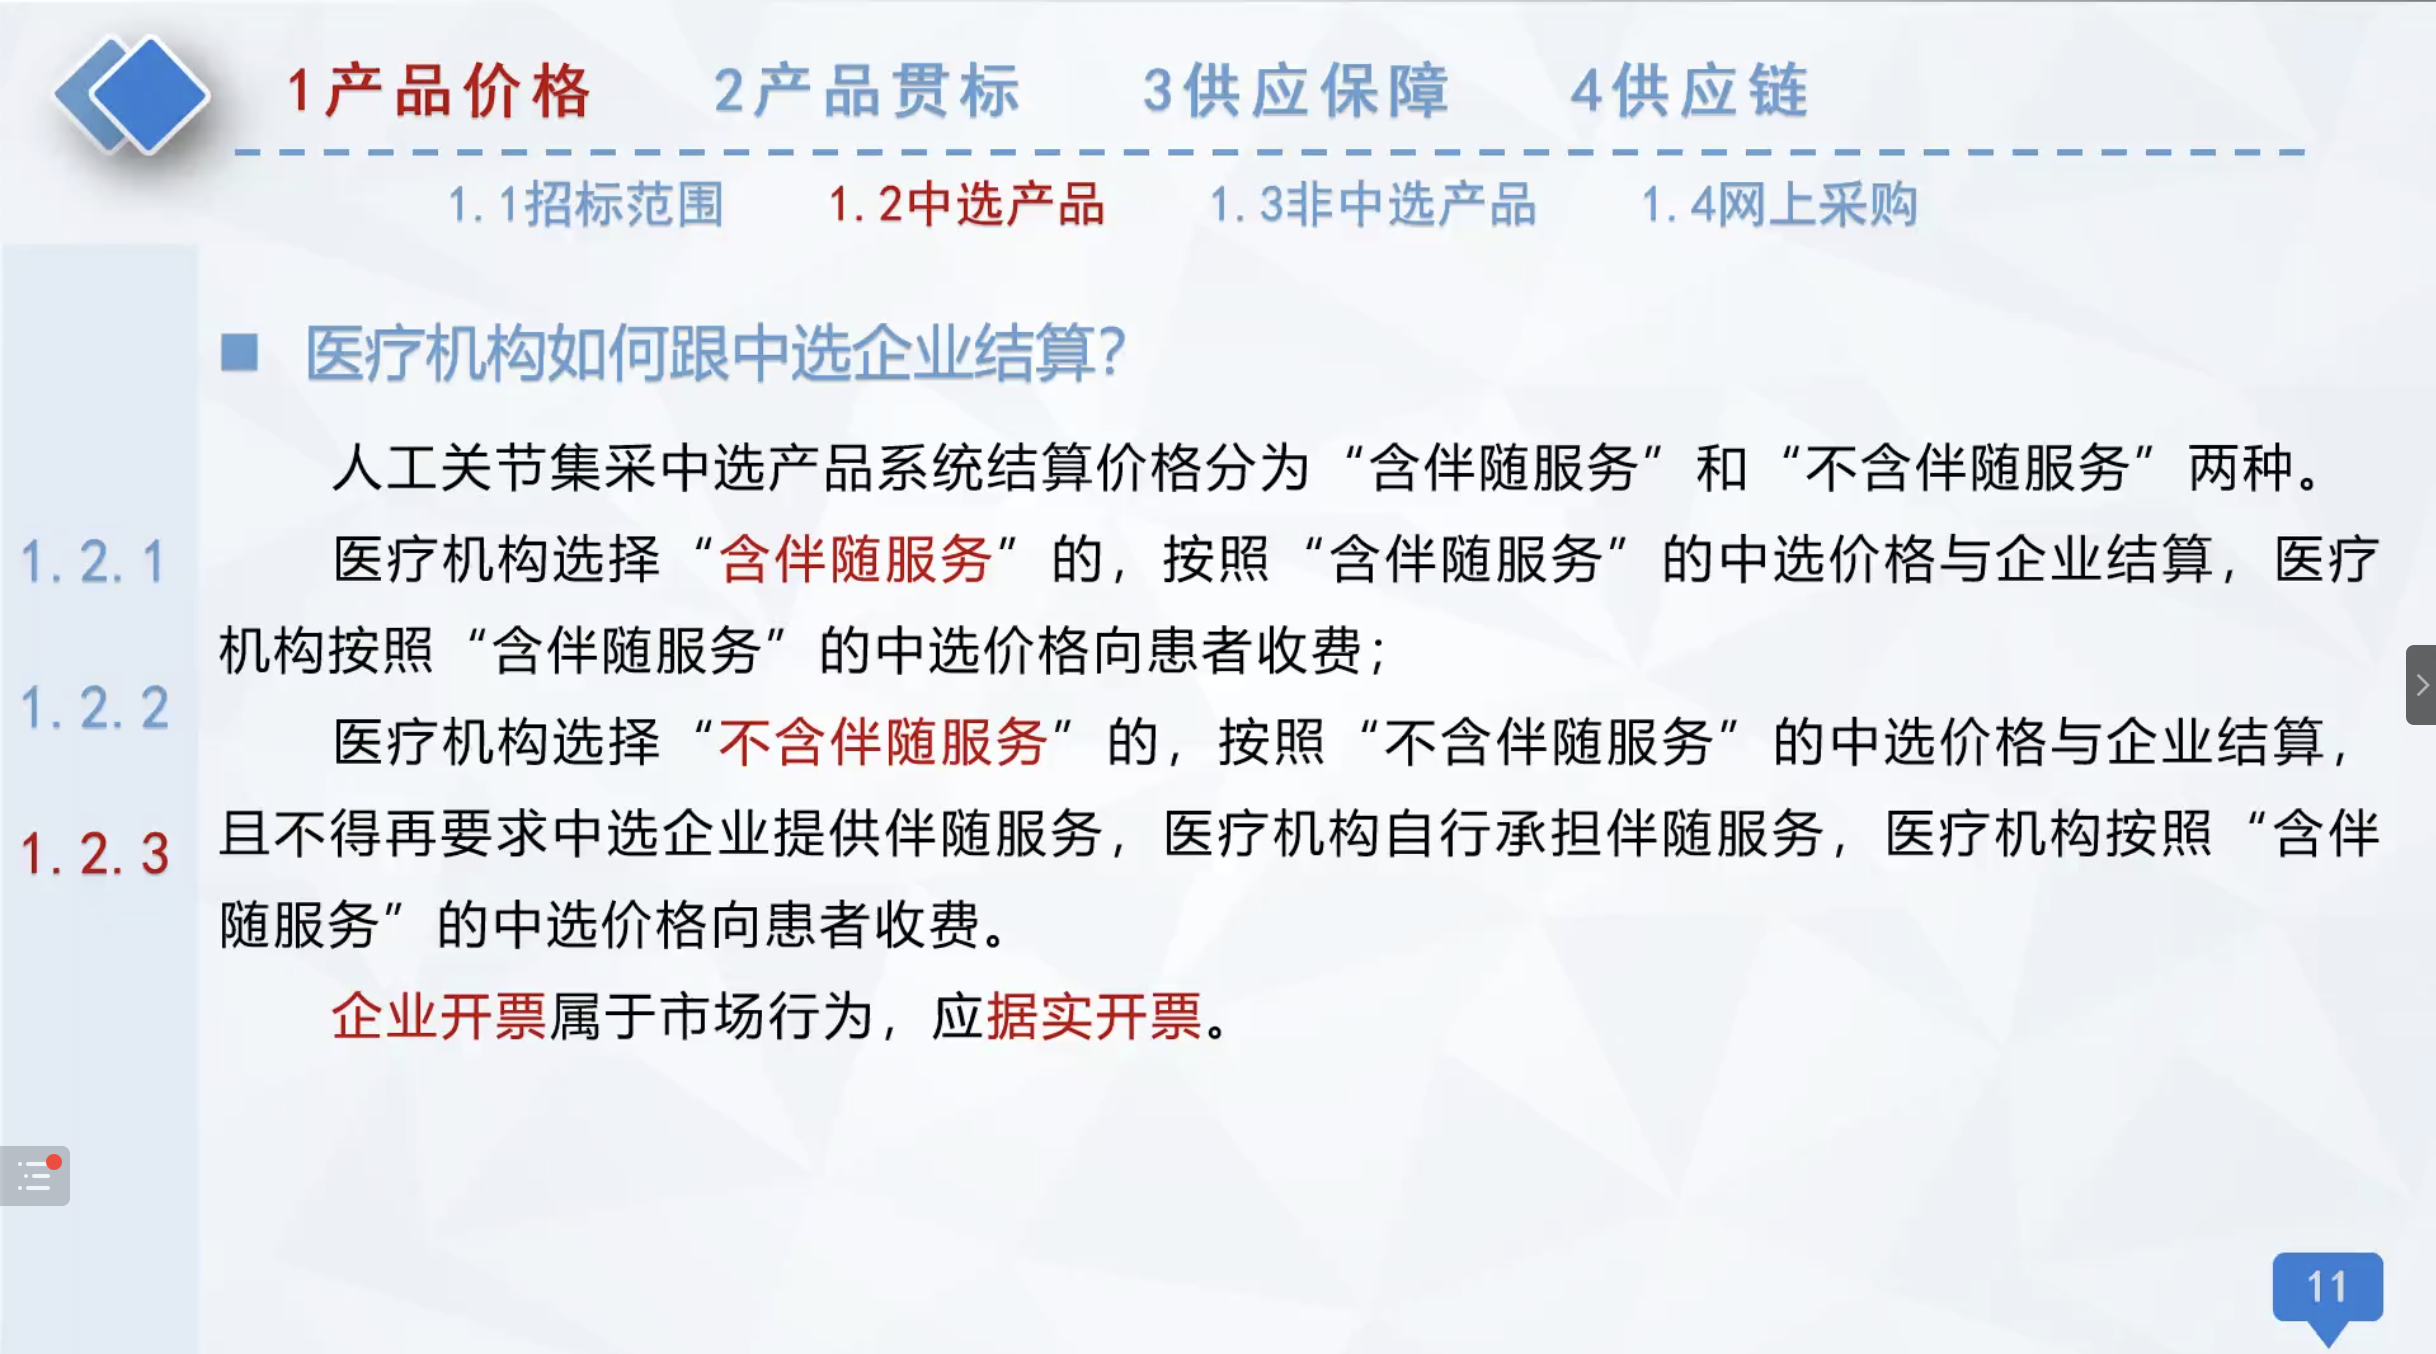 1产品价格 2产品贯标 3供应保障 4供应链
1.1招标范围 1.2中选产品 1.3非中选产品 1.4网上采购
医疗机构如何跟中选企业结算？
人工关节集采中选产品系统结算价格分为“含伴随服务”和“不含伴随服务”两种。
医疗机构选择“含伴随服务”的，按照“含伴随服务”的中选价格与企业结算，医疗
机构按照“含伴随服务”的中选价格向患者收费；
医疗机构选择“不含伴随服务”的，按照“不含伴随服务”的中选价格与企业结算，
且不得再要求中选企业提供伴随服务，医疗机构自行承担伴随服务，医疗机构按照“含伴
随服务”的中选价格向患者收费。
企业开票属于市场行为，应据实开票。
1.2.1
1.2.2
1.2.3
11